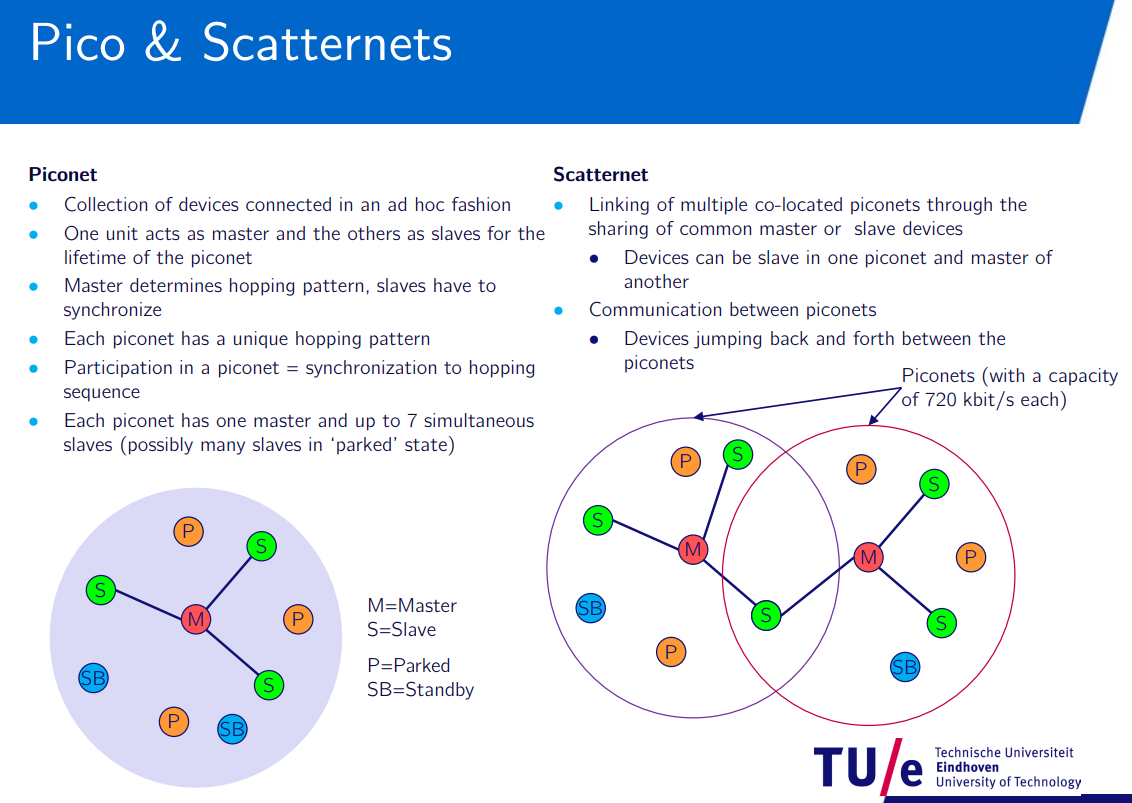 Pico & Scatternets
Piconet
Collection of devices connected in an ad hoc fashion
One unit acts as master and the others as slaves for the
lifetime of the piconet
Master determines hopping pattern, slaves have to
synchronize
Each piconet has a unique hopping pattern
Participation in a piconet = synchronization to hopping
sequence
Each piconet has one master and up to 7 simultaneous
slaves (possibly many slaves in ‘parked’ state)
P
S
S
M
P
SB
S
P
SB
M=Master
S=Slave
P=Parked
SB=Standby
Scatternet
Linking of multiple co-located piconets through the
sharing of common master or slave devices
Devices can be slave in one piconet and master of
another
Communication between piconets
Devices jumping back and forth between the
piconets
Piconets (with a capacity
of 720 kbit/s each)
P
S
S
M
SB
S
P
P
S
M
P
S
SB
TU/e
Technische Universiteit
Eindhoven
University of Technology